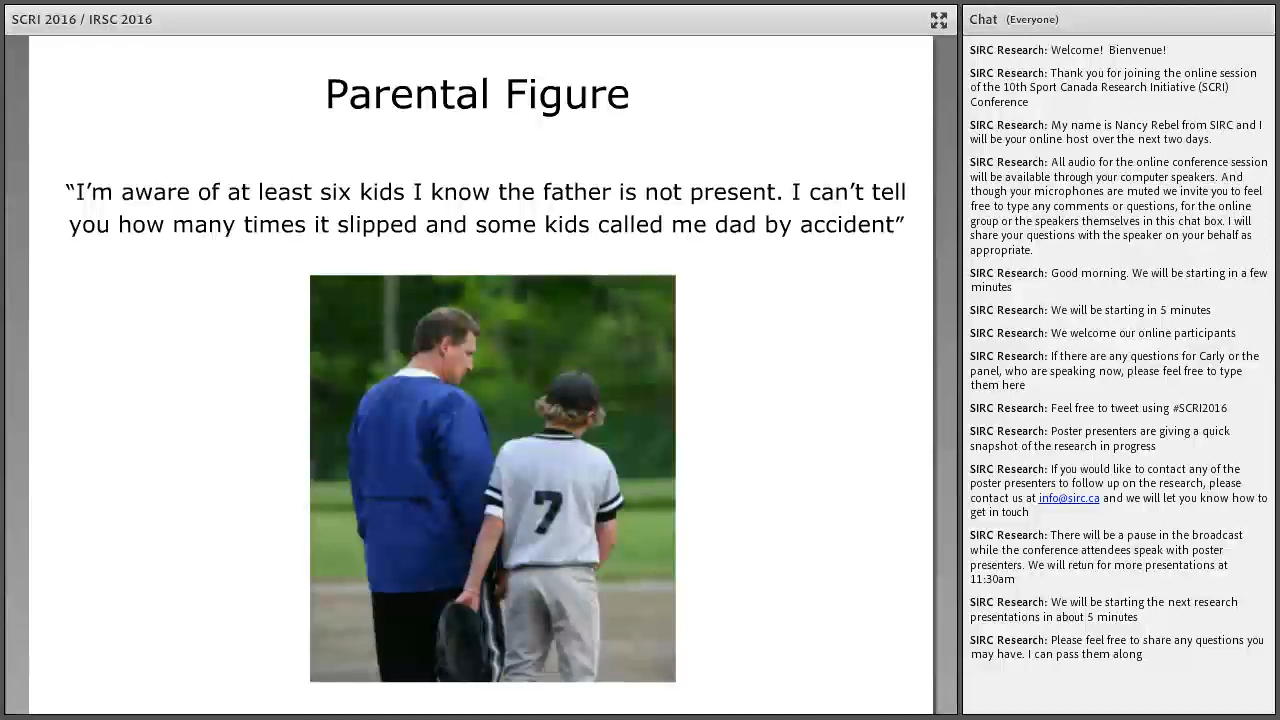 SCRI 2016 / IRSC 2016
Parental Figure
“I’m aware of at least six kids I know the father is not present. I can’t tell
you how many times it slipped and some kids called me dad by accident”
7
Chat (Everyone)
SIRC Research: Welcome! Bienvenue!
SIRC Research: Thank you for joining the online session
of the 10th Sport Canada Research Initiative (SCRI)
Conference
SIRC Research: My name is Nancy Rebel from SIRC and I
will be your online host over the next two days.
SIRC Research: All audio for the online conference session
will be available through your computer speakers. And
though your microphones are muted we invite you to feel
free to type any comments or questions, for the online
group or the speakers themselves in this chat box. I will
share your questions with the speaker on your behalf as
appropriate.
SIRC Research: Good morning. We will be starting in a few
minutes
SIRC Research: We will be starting in 5 minutes
SIRC Research: We welcome our online participants
SIRC Research: If there are any questions for Carly or the
panel, who are speaking now, please feel free to type
them here
SIRC Research: Feel free to tweet using #SCRI2016
SIRC Research: Poster presenters are giving a quick
snapshot of the research in progress
SIRC Research: If you would like to contact any of the
poster presenters to follow up on the research, please
contact us at info@sirc.ca and we will let you know how to
get in touch
SIRC Research: There will be a pause in the broadcast
while the conference attendees speak with poster
presenters. We will retun for more presentations at
11:30am
SIRC Research: We will be starting the next research
presentations in about 5 minutes
SIRC Research: Please feel free to share any questions you
may have. I can pass them along